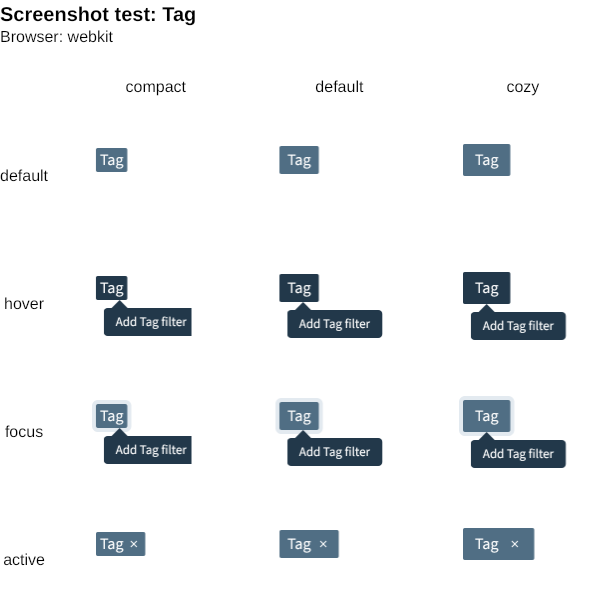 Screenshot test: Tag
Browser: webkit
compact default cozy
default Tag Tag Tag
hover Tag Tag Tag
Add Tag filter Add Tag filter Add Tag filter
focus Tag Tag Tag
Add Tag filter Add Tag filter Add Tag filter
active Tag × Tag × Tag ×